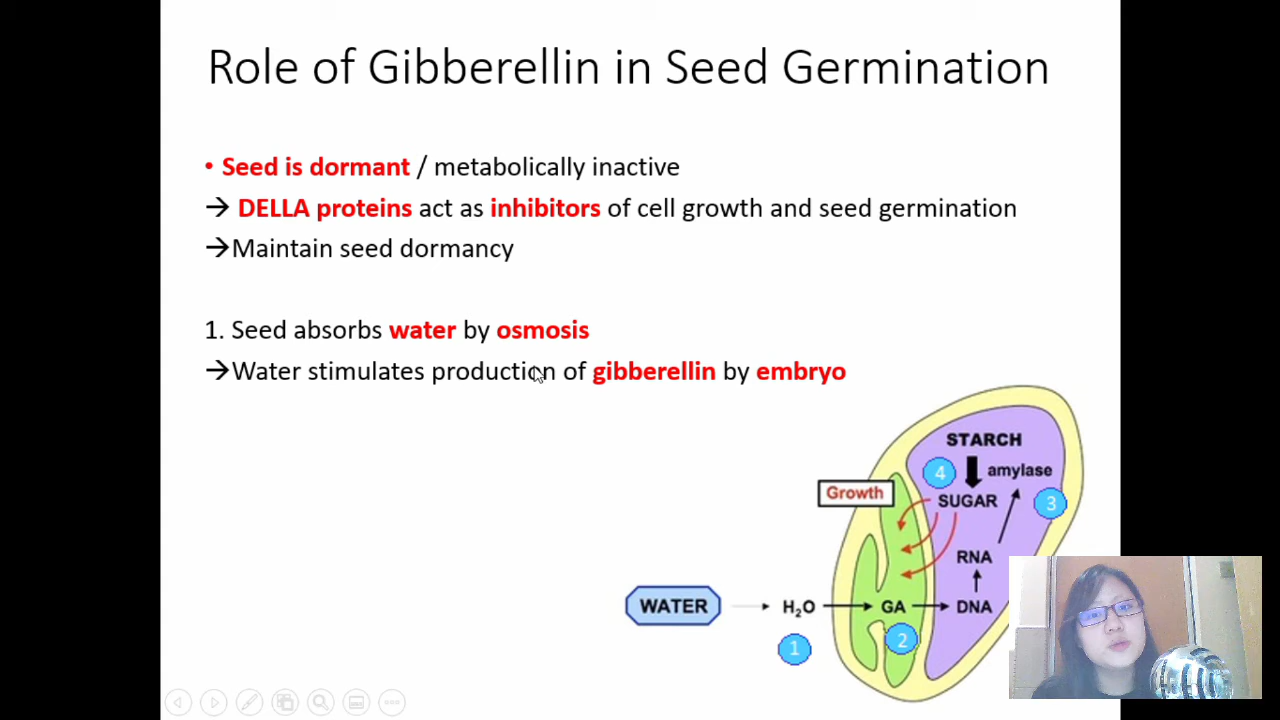 Role of Gibberellin in Seed Germination
• Seed is dormant / metabolically inactive
→ DELLA proteins act as inhibitors of cell growth and seed germination
→Maintain seed dormancy
1. Seed absorbs water by osmosis
→Water stimulates production of gibberellin by embryo
STARCH
4
amylase
Growth
SUGAR
3
RNA
WATER
H₂O
GA
DNA
1
2